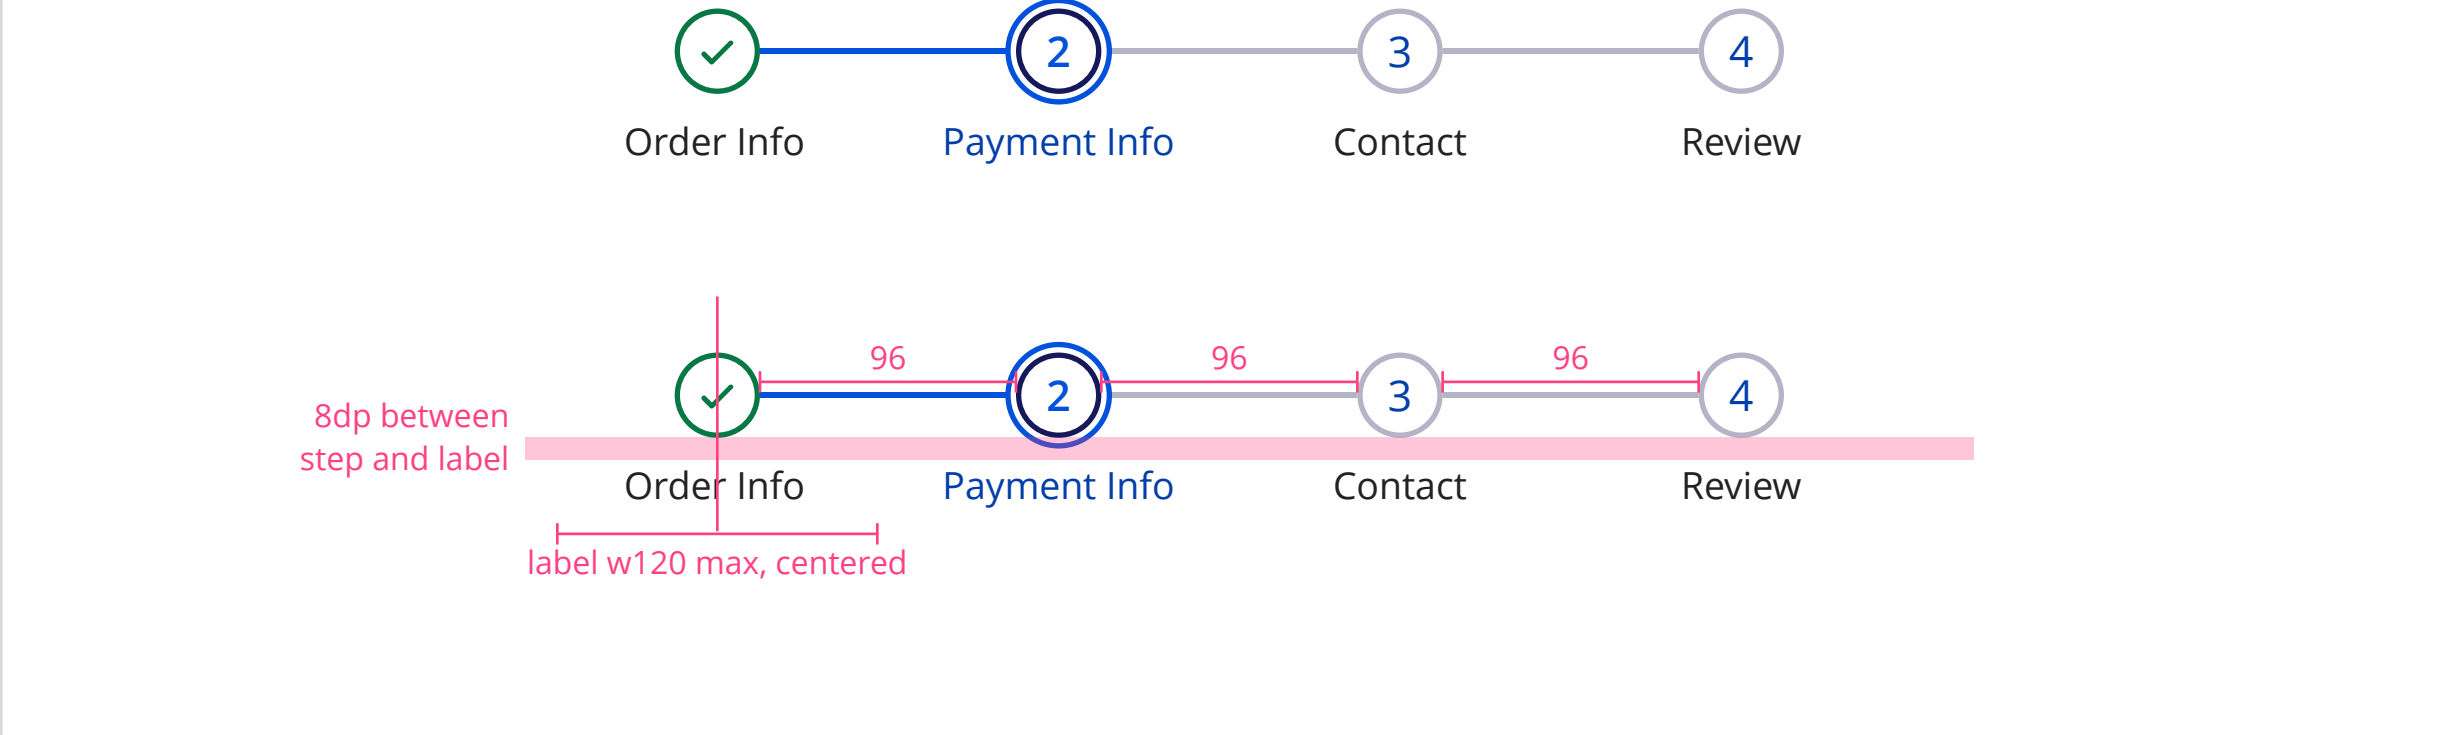 2 3 4
Order Info Payment Info Contact Review
96 96 96
2 3 4
8dp between
step and label
Order Info Payment Info Contact Review
label w120 max, centered